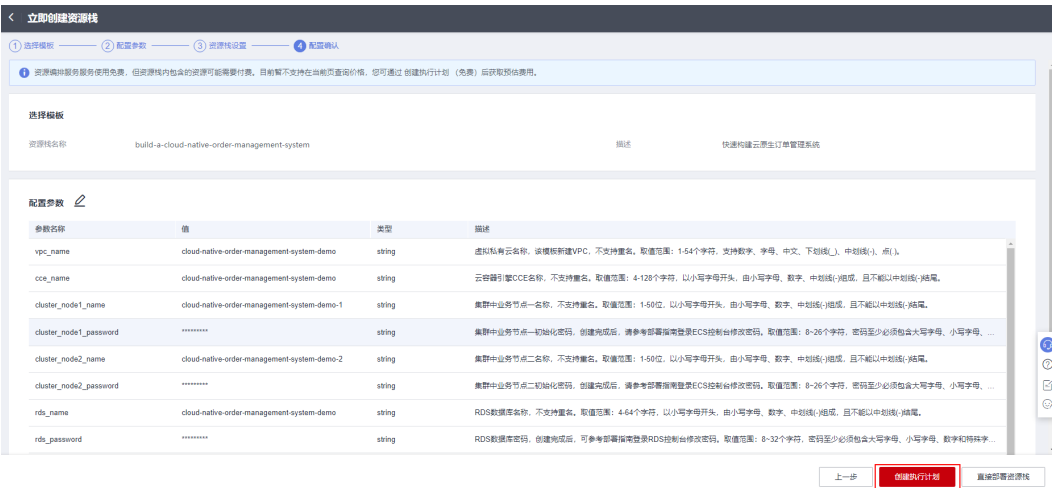 立即创建资源栈
1 选择模板 2 配置参数 3 资源栈设置 4 配置确认
资源编排服务服务使用免费，但资源栈内包含的资源可能需要付费。目前暂不支持在当前页查询价格，您可通过 创建执行计划 （免费）后获取预估费用。
选择模板
资源栈名称 build-a-cloud-native-order-management-system 描述 快速构建云原生订单管理系统
配置参数
参数名称 值 类型 描述
vpc_name cloud-native-order-management-system-demo string 虚拟私有云名称，该模板新建VPC，不支持重名。取值范围：1-54个字符，支持数字、字母、中文、下划线(_)、中划线(-)、点(.)。
cce_name cloud-native-order-management-system-demo string 云容器引擎CCE名称，不支持重名。取值范围：4-128个字符，以小写字母开头，由小写字母、数字、中划线(-)组成，且不能以中划线(-)结尾。
cluster_node1_name cloud-native-order-management-system-demo-1 string 集群中业务节点一名称，不支持重名。取值范围：1-50位，以小写字母开头，由小写字母、数字、中划线(-)组成，且不能以中划线(-)结尾。
cluster_node1_password ********* string 集群中业务节点一初始化密码，创建完成后，请参考部署指南登录ECS控制台修改密码。取值范围：8~26个字符，密码至少必须包含大写字母、小写字母、...
cluster_node2_name cloud-native-order-management-system-demo-2 string 集群中业务节点二名称，不支持重名。取值范围：1-50位，以小写字母开头，由小写字母、数字、中划线(-)组成，且不能以中划线(-)结尾。
cluster_node2_password ********* string 集群中业务节点二初始化密码，创建完成后，请参考部署指南登录ECS控制台修改密码。取值范围：8~26个字符，密码至少必须包含大写字母、小写字母、...
rds_name cloud-native-order-management-system-demo string RDS数据库名称，不支持重名。取值范围：4-64个字符，以小写字母开头，由小写字母、数字、中划线(-)组成，且不能以中划线(-)结尾。
rds_password ********* string RDS数据库密码，创建完成后，可参考部署指南登录RDS控制台修改密码。取值范围：8~32个字符，密码至少必须包含大写字母、小写字母、数字和特殊字...
上一步 创建执行计划 直接部署资源栈